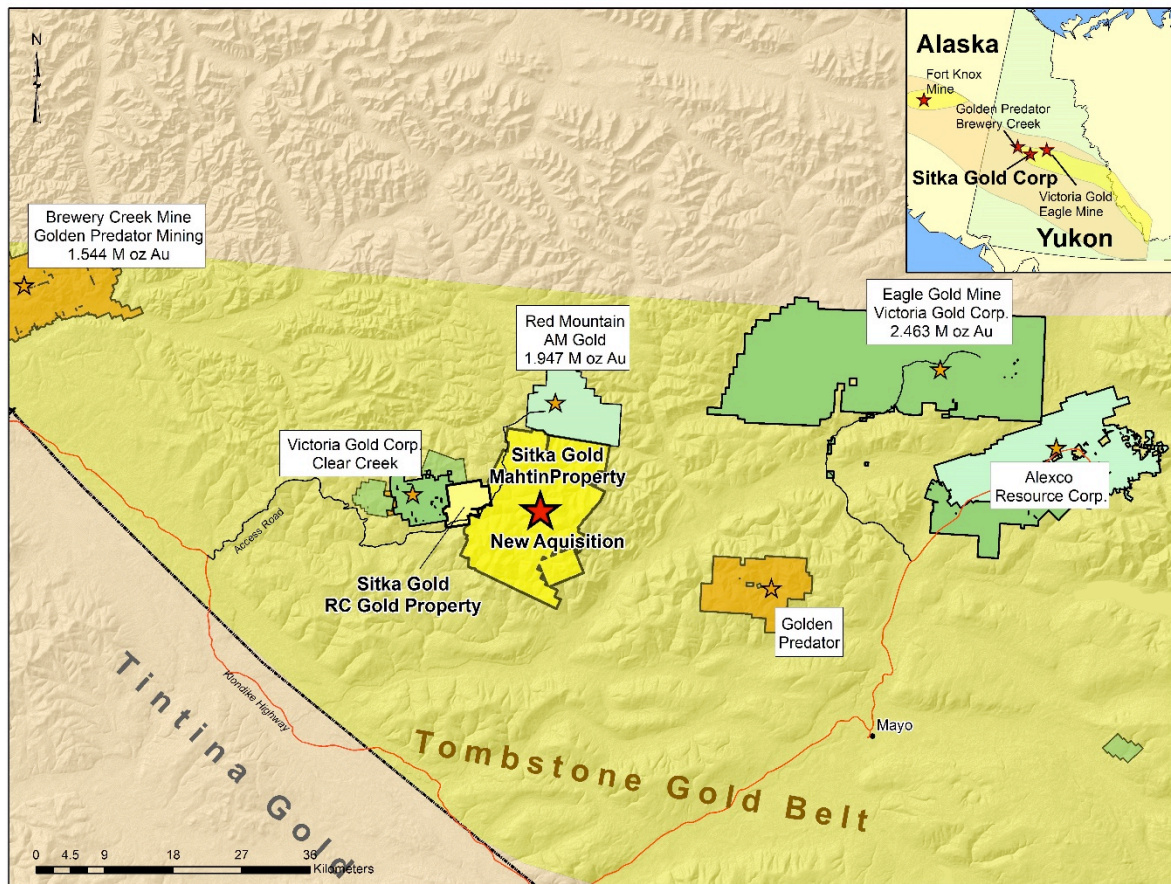 N
Alaska
Fort Knox
Mine
Golden Predator
Brewery Creek
Sitka Gold Corp
Victoria Gold
Eagle Mine
Yukon
Brewery Creek Mine
Golden Predator Mining
1.544 M oz Au
Red Mountain
AM Gold
1.947 M oz Au
Eagle Gold Mine
Victoria Gold Corp.
2.463 M oz Au
Victoria Gold Corp.
Clear Creek
Sitka Gold
MahtinProperty
New Aquisition
Alexco
Resource Corp.
Access Road
Sitka Gold
RC Gold Property
Golden
Predator
Klondike Highway
Mayo
Tintina Gold
Tombstone Gold Belt
0 4.5 9 18 27 36
Kilometers